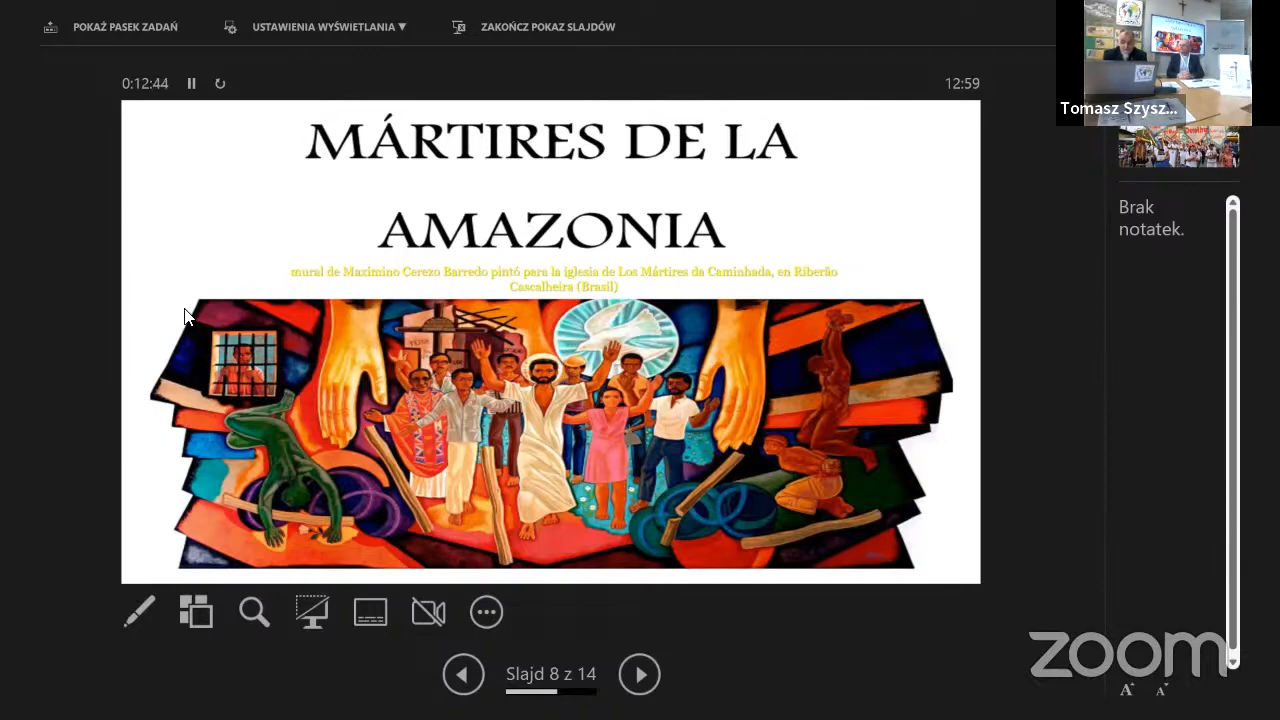 POKAŻ PASEK ZADAŃ
USTAWIENIA WYŚWIETLANIA ▼
ZAKOŃCZ POKAZ SLAJDÓW
0:12:44
12:59
Tomasz Szysz...
MÁRTIRES DE LA
AMAZONIA
mural de Maximino Cerezo Barredo pintó para la iglesia de Los Mártires da Caminhada, en Riberão
Cascalheira (Brasil)
Brak
notatek.
Slajd 8 z 14
zoom
A A